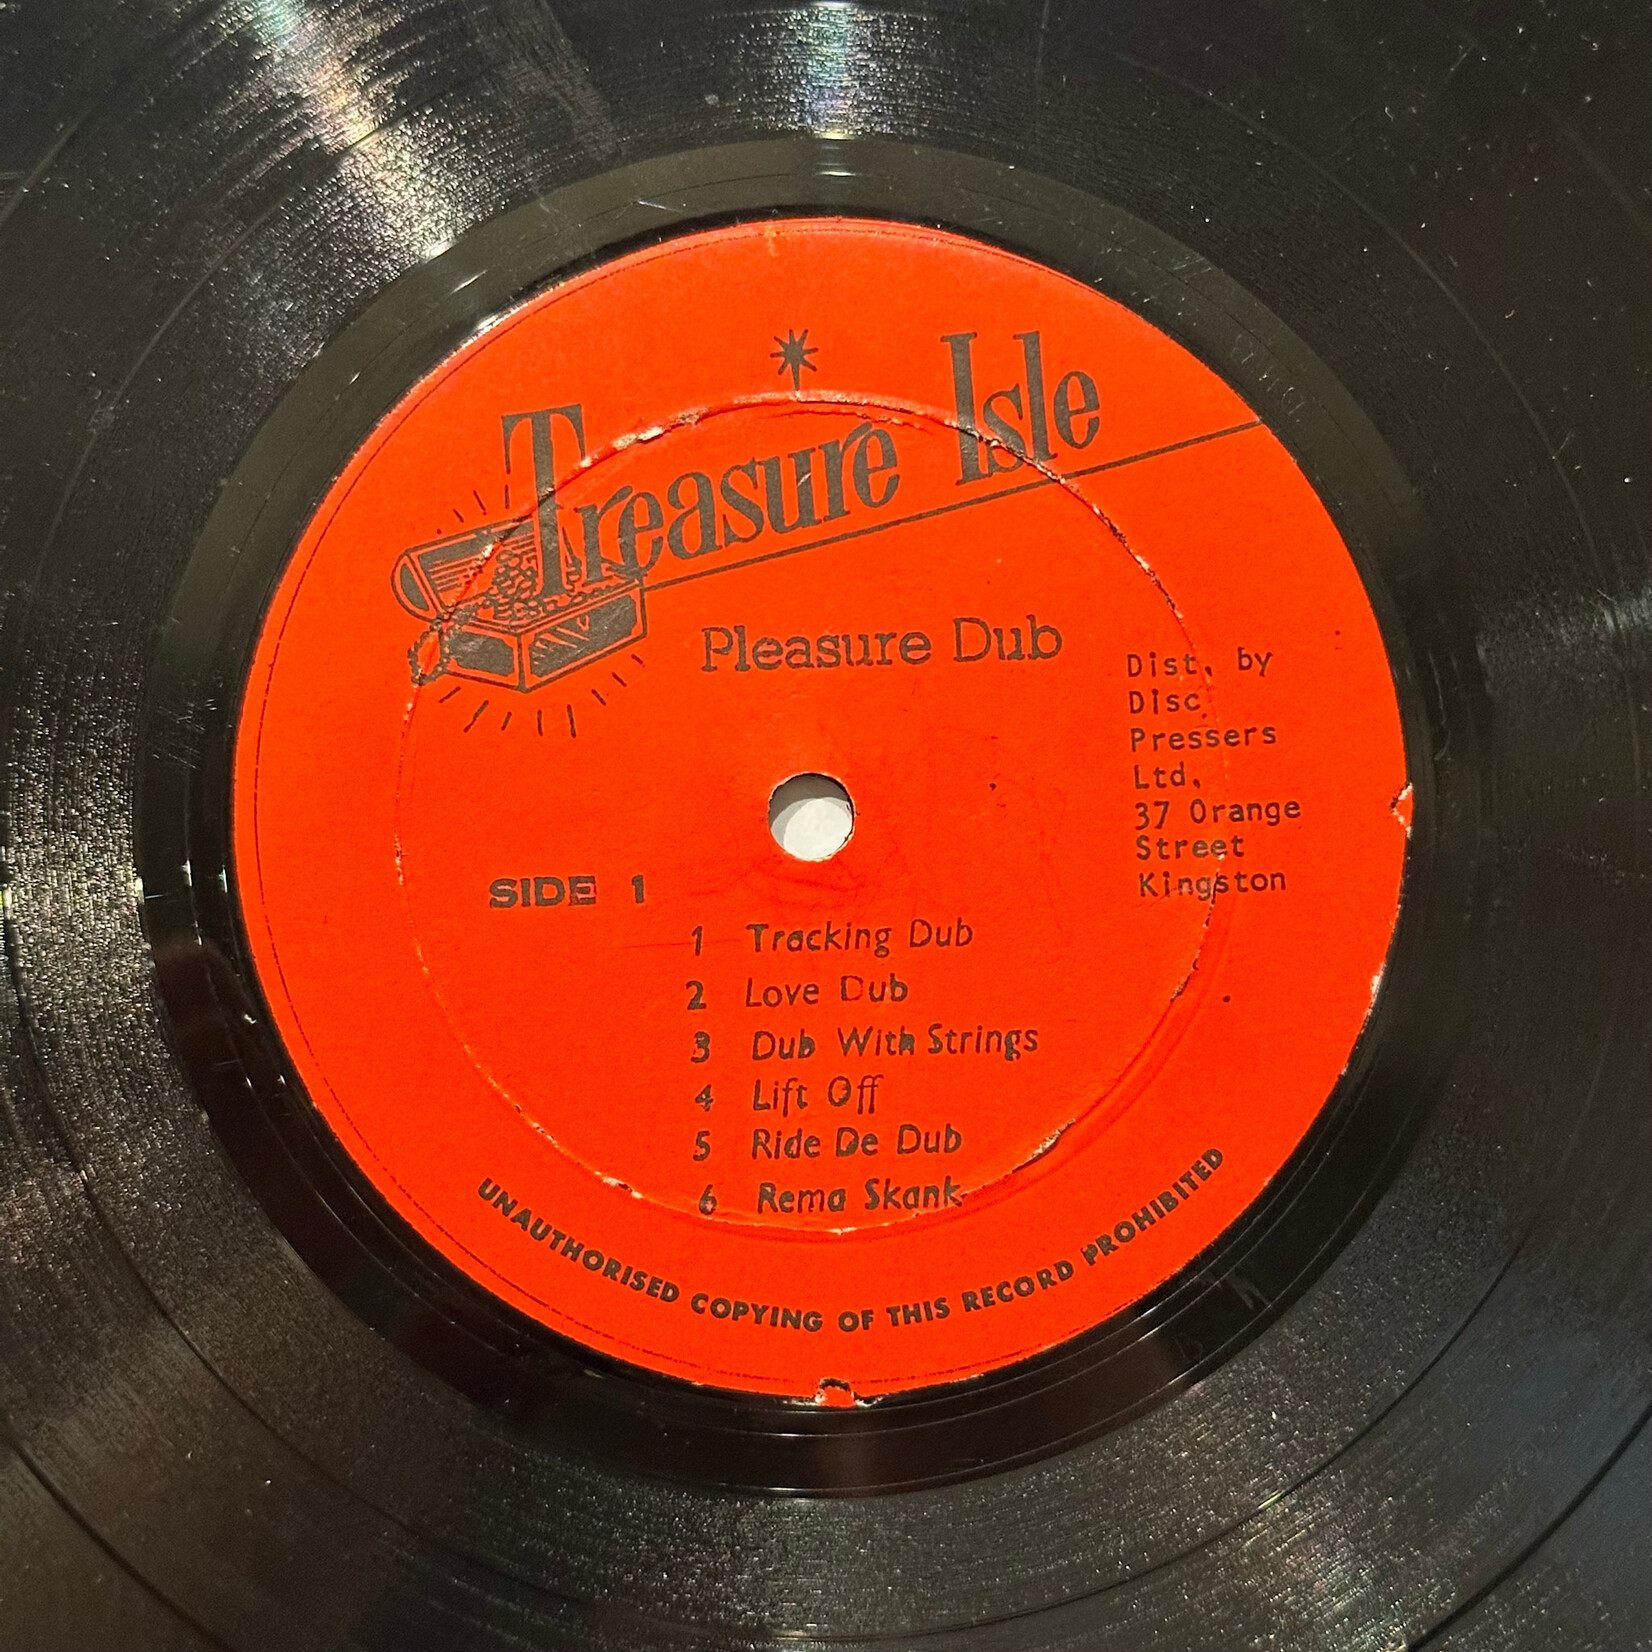 Treasure Isle
Pleasure Dub
Dist. by
Disc
Pressers
Ltd.
37 Orange
Street
Kingston
SIDE 1
1 Tracking Dub
2 Love Dub
3 Dub With Strings
4 Lift Off
5 Ride De Dub
6 Rema Skank
UNAUTHORISED COPYING OF THIS RECORD PROHIBITED